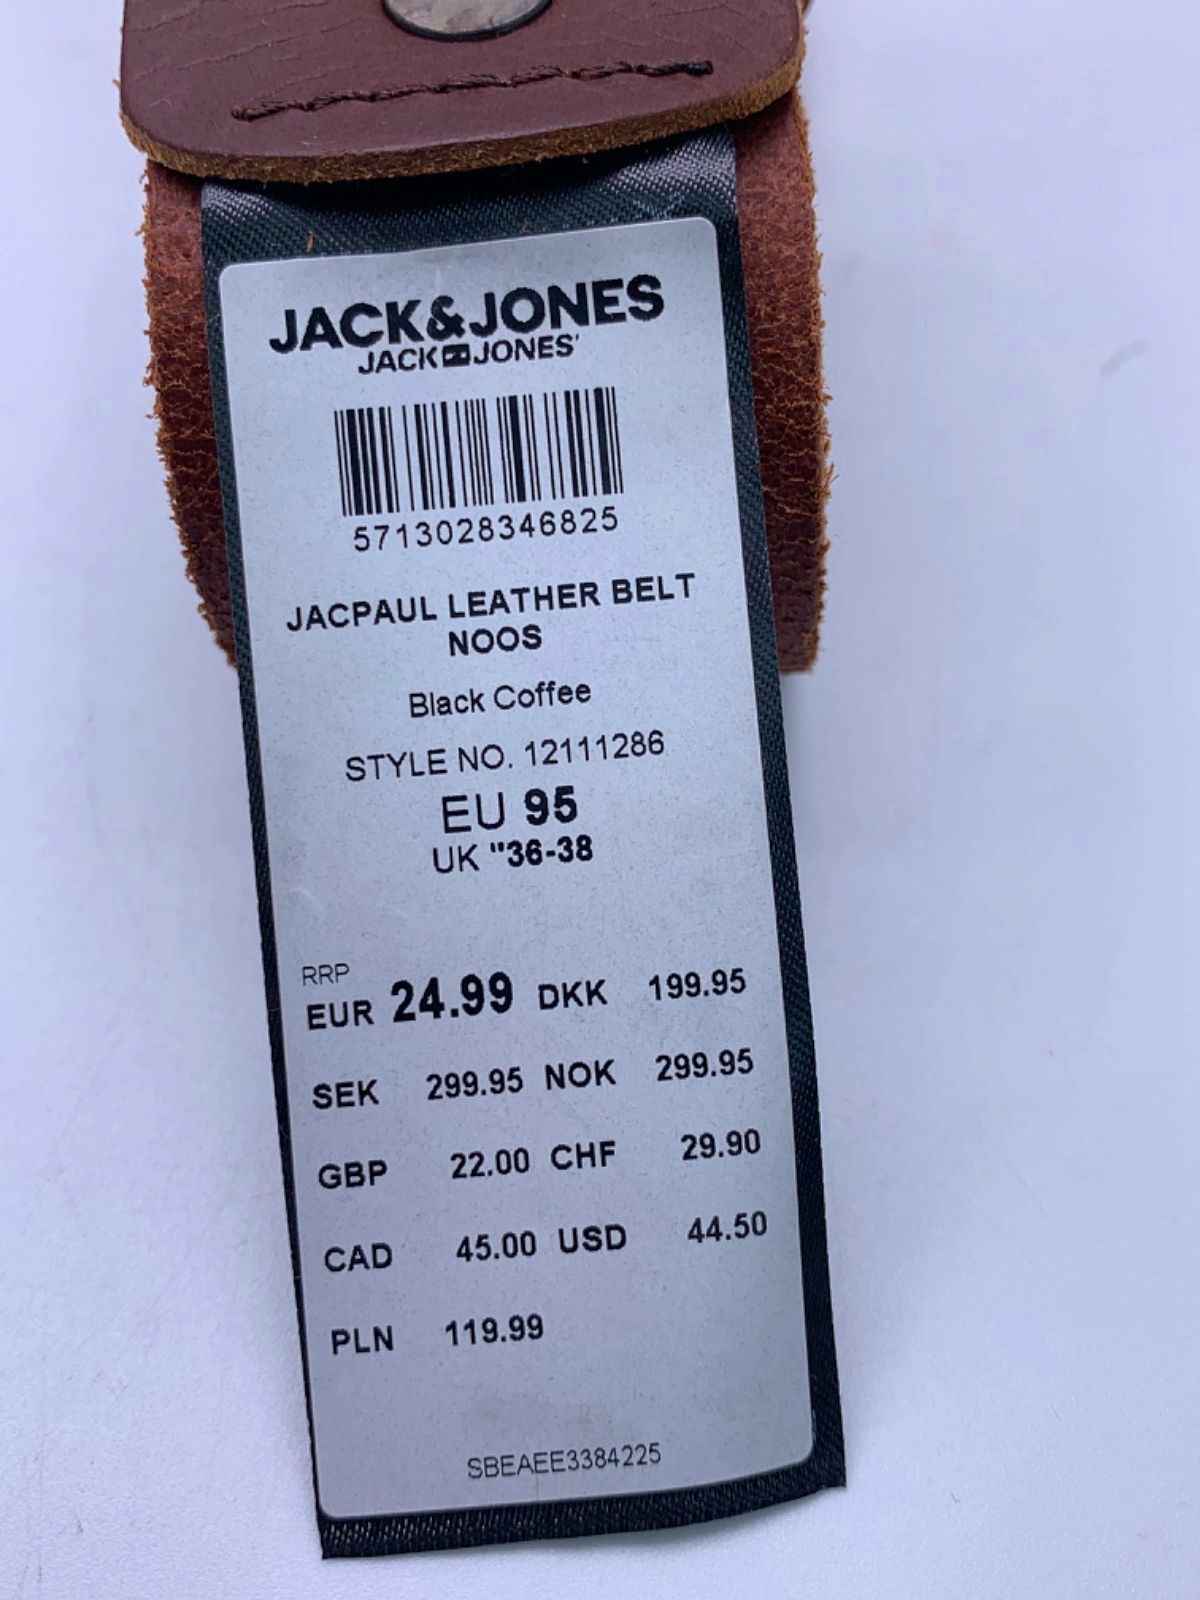 JACK&JONES
JACK JONES
5713028346825
JACPAUL LEATHER BELT
NOOS
Black Coffee
STYLE NO. 12111286
EU 95
UK "36-38
RRP
EUR 24.99 DKK 199.95
SEK 299.95 NOK 299.95
GBP 22.00 CHF 29.90
CAD 45.00 USD 44.50
PLN 119.99
SBEAEE3384225